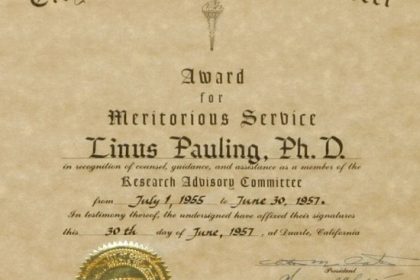 Award
for
Meritorious Service
Linus Pauling, Ph. D.
in recognition of counsel, guidance, and assistance as a member of the
Research Advisory Committee
from July 1, 1955 to June 30, 1957.
In testimony thereof, the undersigned have affixed their signatures
this 30th day of June, 1957, at Duarte, California
President